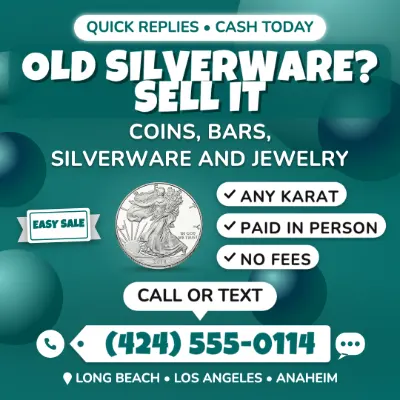 QUICK REPLIES • CASH TODAY
OLD SILVERWARE?
SELL IT
COINS, BARS,
SILVERWARE AND JEWELRY
EASY SALE
ANY KARAT
PAID IN PERSON
NO FEES
CALL OR TEXT
(424) 555-0114
LONG BEACH • LOS ANGELES • ANAHEIM